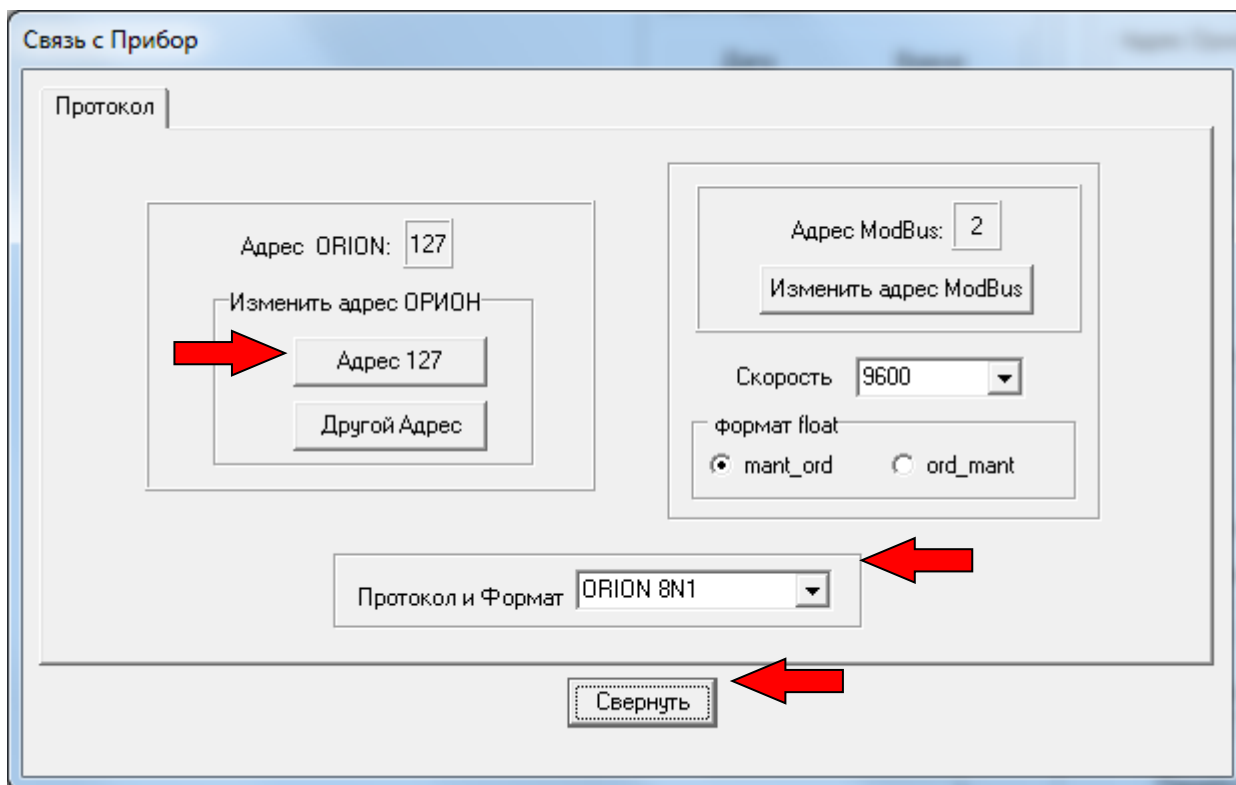 Связь с Прибор
Протокол
Адрес ORION: 127
Изменить адрес ОРИОН
Адрес 127
Другой Адрес
Адрес ModBus: 2
Изменить адрес ModBus
Скорость 9600
формат float
mant_ord ord_mant
Протокол и Формат ORION 8N1
Свернуть